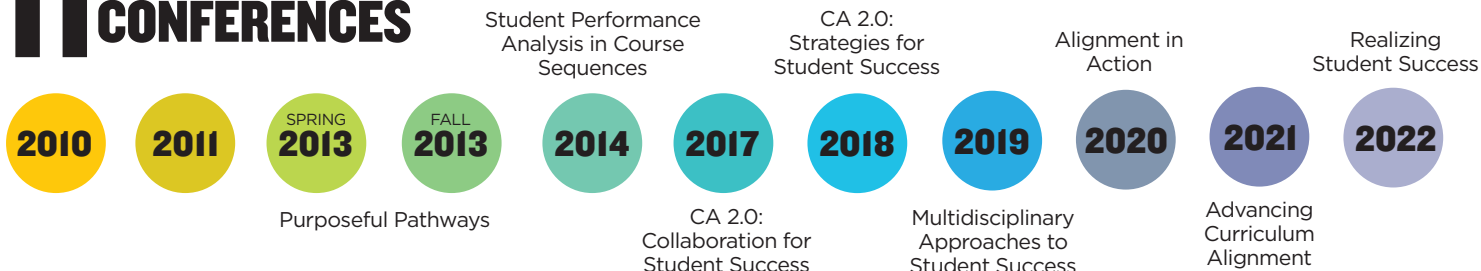 11 CONFERENCES
Student Performance
Analysis in Course
Sequences
CA 2.0:
Strategies for
Student Success
Alignment in
Action
Realizing
Student Success
2010
2011
SPRING
2013
FALL
2013
2014
2017
2018
2019
2020
2021
2022
Purposeful Pathways
CA 2.0:
Collaboration for
Student Success
Multidisciplinary
Approaches to
Student Success
Advancing
Curriculum
Alignment